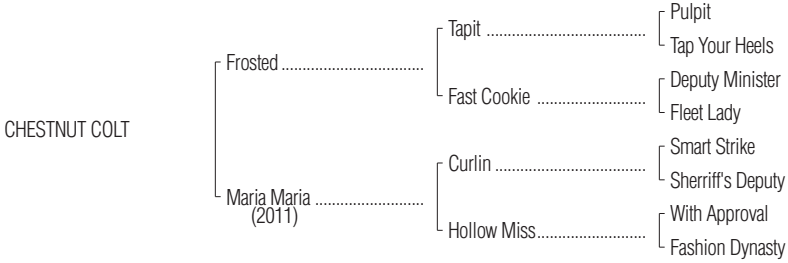 Pulpit
Tapit
Tap Your Heels
Frosted
Deputy Minister
Fast Cookie
Fleet Lady
CHESTNUT COLT
Smart Strike
Curlin
Sherriff's Deputy
Maria Maria
(2011)
With Approval
Hollow Miss
Fashion Dynasty